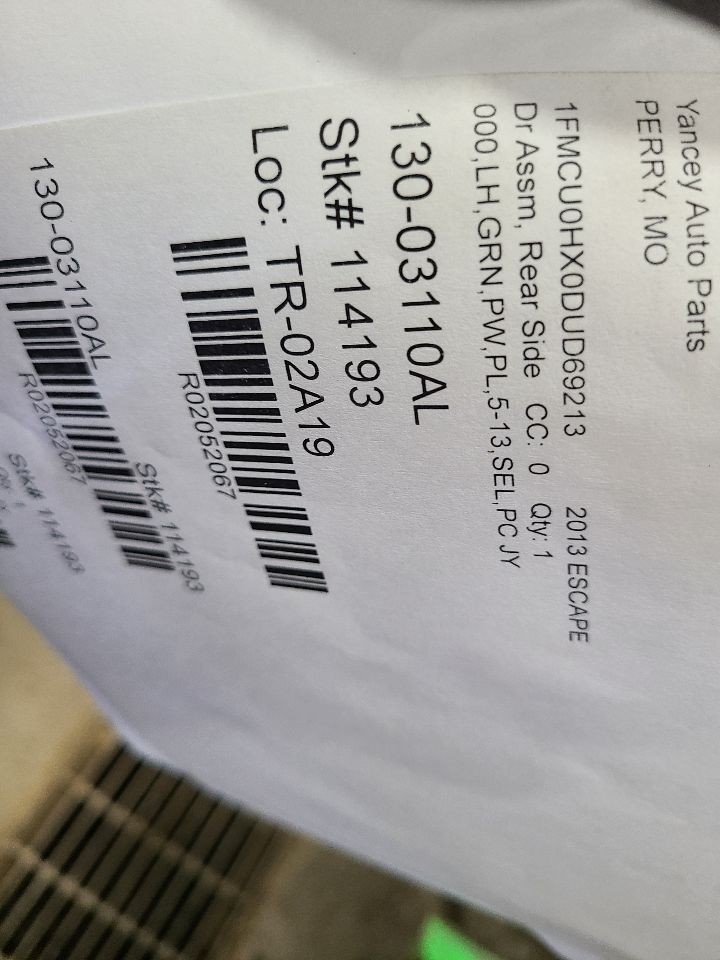 Yancey Auto Parts
PERRY, MO
1FMCU0HX0DUD69213 2013 ESCAPE
Dr Assm, Rear Side CC: 0 Qty: 1
000,LH,GRN,PW,PL,5-13,SEL,PC JY
130-03110AL
Stk# 114193
Loc: TR-02A19
R02052067
130-03110AL
Stk# 114193
R02052067
Stk# 114193